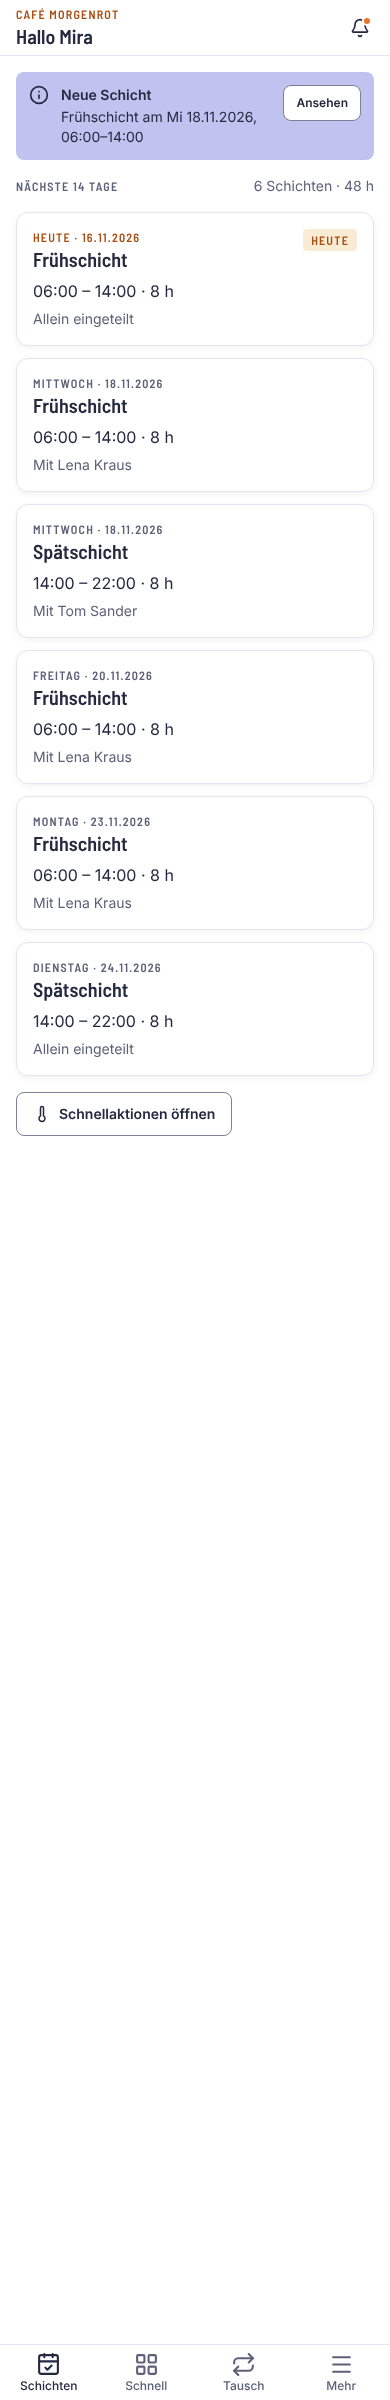 CAFÉ MORGENROT
Hallo Mira
Neue Schicht
Frühschicht am Mi 18.11.2026,
06:00–14:00
Ansehen
NÄCHSTE 14 TAGE
6 Schichten · 48 h
HEUTE · 16.11.2026
HEUTE
Frühschicht
06:00 – 14:00 · 8 h
Allein eingeteilt
MITTWOCH · 18.11.2026
Frühschicht
06:00 – 14:00 · 8 h
Mit Lena Kraus
MITTWOCH · 18.11.2026
Spätschicht
14:00 – 22:00 · 8 h
Mit Tom Sander
FREITAG · 20.11.2026
Frühschicht
06:00 – 14:00 · 8 h
Mit Lena Kraus
MONTAG · 23.11.2026
Frühschicht
06:00 – 14:00 · 8 h
Mit Lena Kraus
DIENSTAG · 24.11.2026
Spätschicht
14:00 – 22:00 · 8 h
Allein eingeteilt
Schnellaktionen öffnen
Schichten
Schnell
Tausch
Mehr